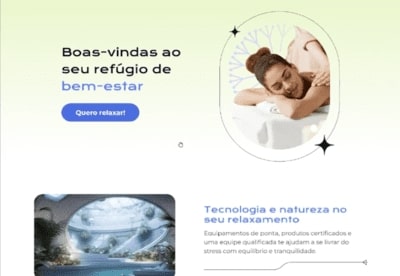 Boas-vindas ao
seu refúgio de
bem-estar
Quero relaxar!
Tecnologia e natureza no
seu relaxamento
Equipamentos de ponta, produtos certificados e
uma equipe qualificada te ajudam a se livrar do
stress com equilíbrio e tranquilidade